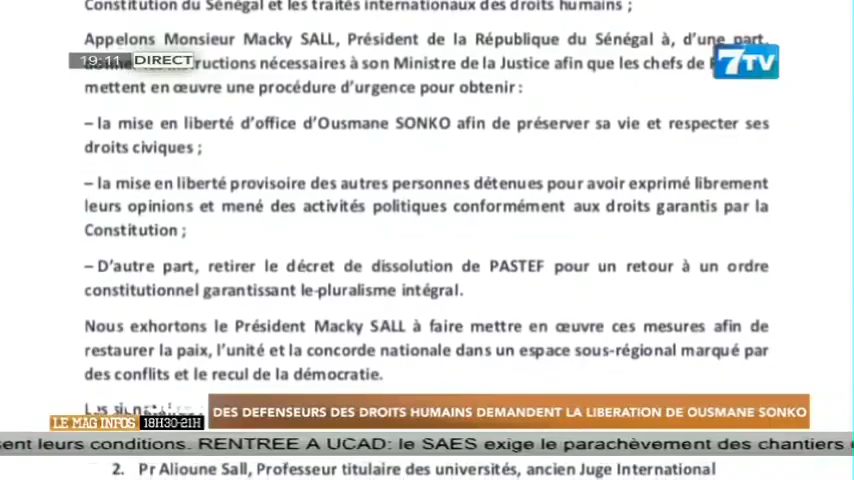 Constitution du Sénégal et les traités internationaux des droits humains ;
Appelons Monsieur Macky SALL, Président de la République du Sénégal à, d'une part,
19:11 DIRECT
7TV
nécessaires à son Ministre de la Justice afin que les chefs de
mettent en œuvre une procédure d'urgence pour obtenir :
– la mise en liberté d'office d'Ousmane SONKO afin de préserver sa vie et respecter ses
droits civiques ;
– la mise en liberté provisoire des autres personnes détenues pour avoir exprimé librement
leurs opinions et mené des activités politiques conformément aux droits garantis par la
Constitution ;
– D'autre part, retirer le décret de dissolution de PASTEF pour un retour à un ordre
constitutionnel garantissant le-pluralisme intégral.
Nous exhortons le Président Macky SALL à faire mettre en œuvre ces mesures afin de
restaurer la paix, l'unité et la concorde nationale dans un espace sous-régional marqué par
des conflits et le recul de la démocratie.
LE MAG INFOS 18H30-21H DES DEFENSEURS DES DROITS HUMAINS DEMANDENT LA LIBERATION DE OUSMANE SONKO
sent leurs conditions. RENTREE A UCAD: le SAES exige le parachèvement des chantiers
2. Pr Alioune Sall, Professeur titulaire des universités, ancien Juge International